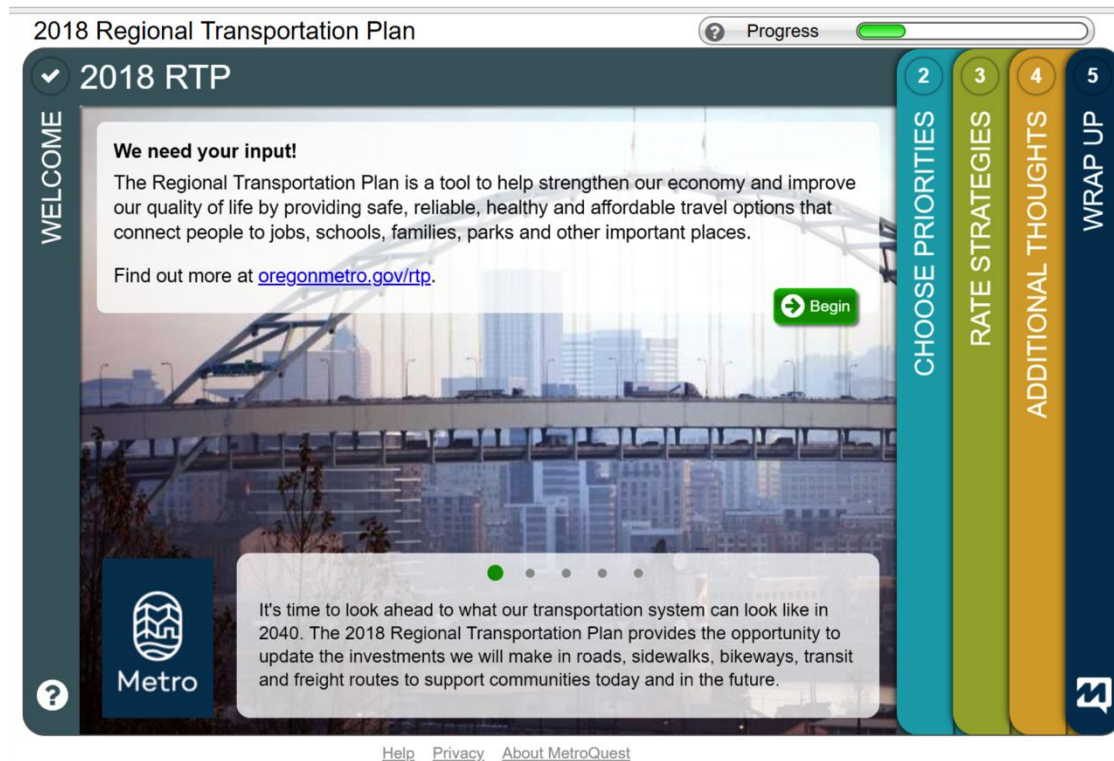 2018 Regional Transportation Plan
? Progress
2018 RTP
WELCOME
We need your input!
The Regional Transportation Plan is a tool to help strengthen our economy and improve
our quality of life by providing safe, reliable, healthy and affordable travel options that
connect people to jobs, schools, families, parks and other important places.
Find out more at oregonmetro.gov/rtp.
Begin
It's time to look ahead to what our transportation system can look like in
2040. The 2018 Regional Transportation Plan provides the opportunity to
update the investments we will make in roads, sidewalks, bikeways, transit
and freight routes to support communities today and in the future.
Metro
?
2 CHOOSE PRIORITIES
3 RATE STRATEGIES
4 ADDITIONAL THOUGHTS
5 WRAP UP
Help Privacy About MetroQuest